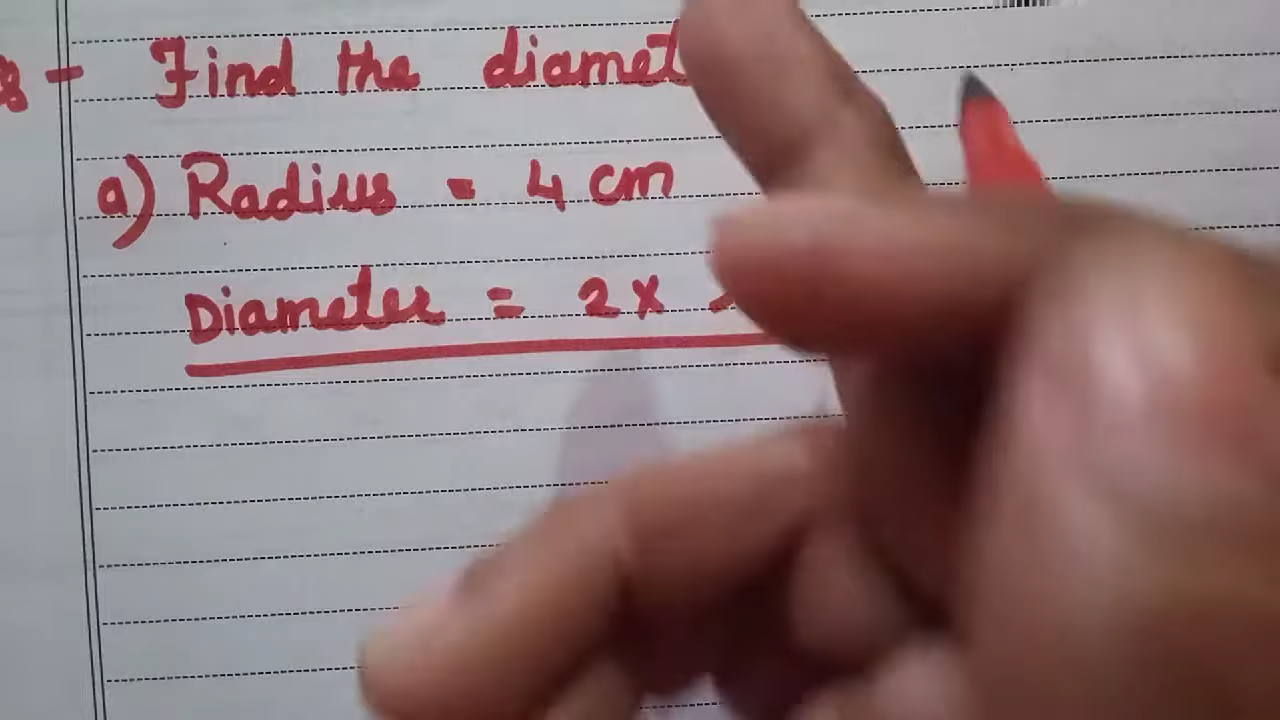 - Find the diamet
a) Radius = 4 cm
Diameter = 2 x